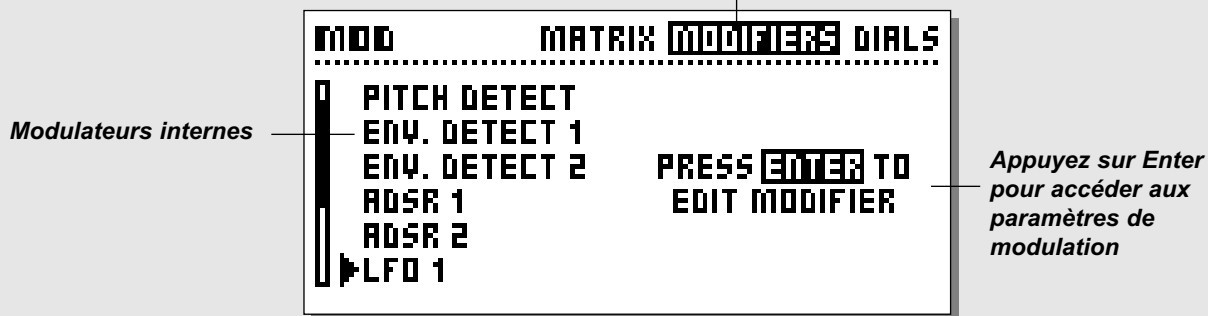 MOD MATRIX MODIFIERS DIALS
PITCH DETECT
Modulateurs internes
ENV. DETECT 1
ENV. DETECT 2
ADSR 1
ADSR 2
LFO 1
PRESS ENTER TO
EDIT MODIFIER
Appuyez sur Enter
pour accéder aux
paramètres de
modulation